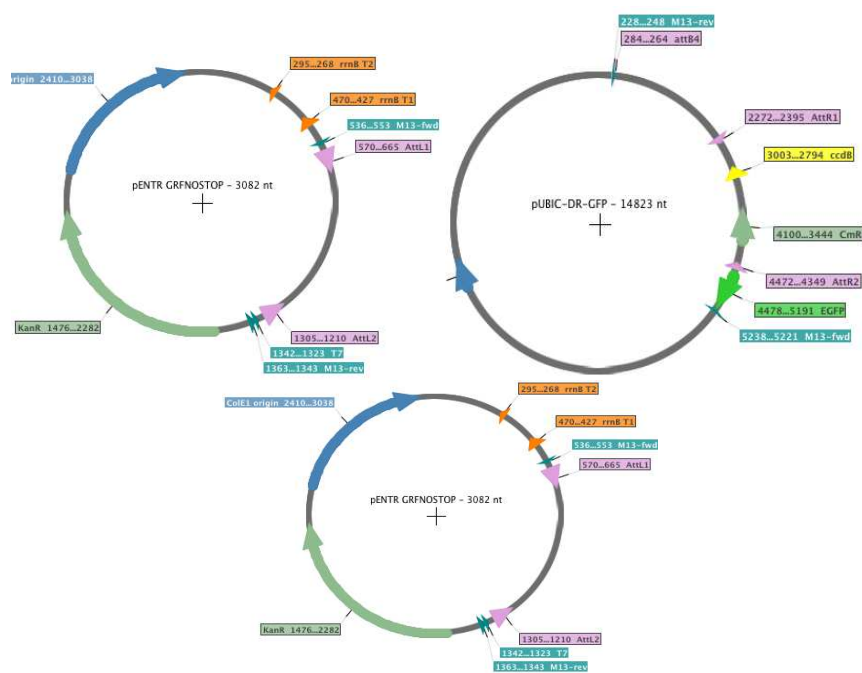 228...248 M13-rev
284...264 attB4
295...268 rrnB T2
rigin 2410...3038
470...427 rrnB T1
536...553 M13-fwd
570...665 AttL1
pENTR GRFNOSTOP - 3082 nt
KanR 1476...2282
1305...1210 AttL2
1342...1323 T7
1363...1343 M13-rev
2272...2395 AttR1
3003...2794 ccdB
pUBIC-DR-GFP - 14823 nt
4100...3444 CmR
4472...4349 AttR2
4478...5191 EGFP
5238...5221 M13-fwd
295...268 rrnB T2
ColE1 origin 2410...3038
470...427 rrnB T1
536...553 M13-fwd
570...665 AttL1
pENTR GRFNOSTOP - 3082 nt
KanR 1476...2282
1305...1210 AttL2
1342...1323 T7
1363...1343 M13-rev